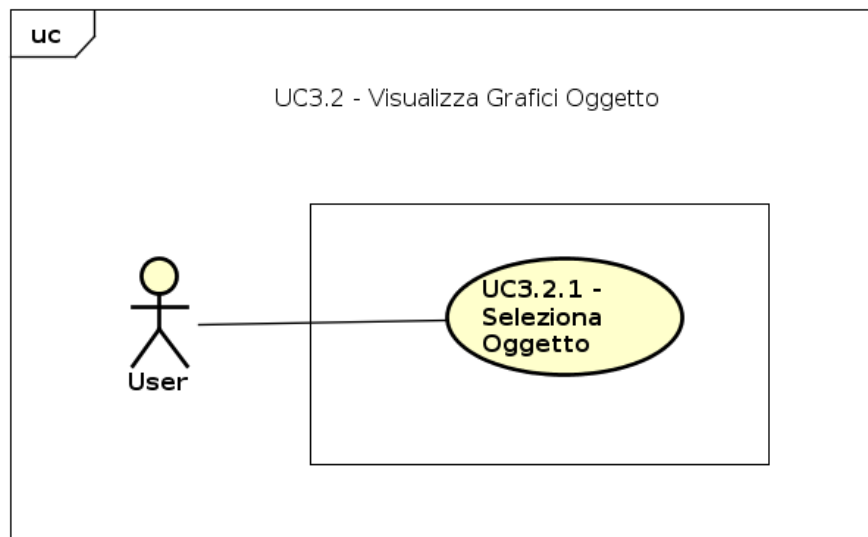 uc
UC3.2 - Visualizza Grafici Oggetto
UC3.2.1 -
Seleziona
Oggetto
User